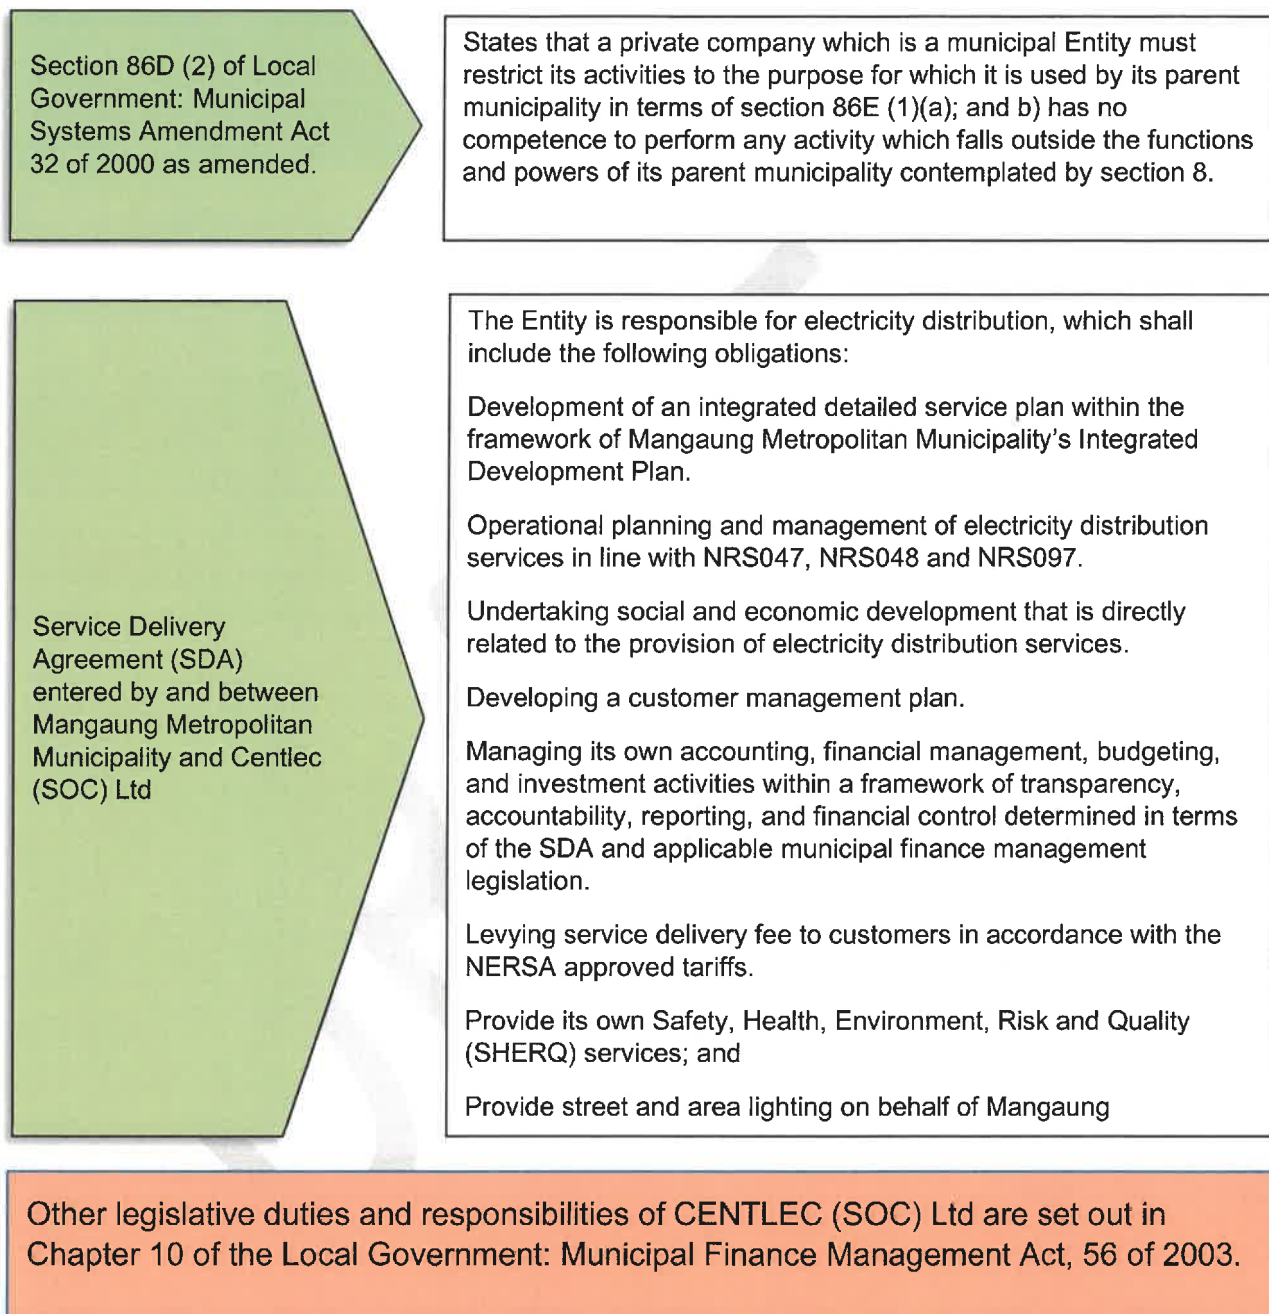 Section 86D (2) of Local
Government: Municipal
Systems Amendment Act
32 of 2000 as amended.
States that a private company which is a municipal Entity must
restrict its activities to the purpose for which it is used by its parent
municipality in terms of section 86E (1)(a); and b) has no
competence to perform any activity which falls outside the functions
and powers of its parent municipality contemplated by section 8.
Service Delivery
Agreement (SDA)
entered by and between
Mangaung Metropolitan
Municipality and Centlec
(SOC) Ltd
The Entity is responsible for electricity distribution, which shall
include the following obligations:
Development of an integrated detailed service plan within the
framework of Mangaung Metropolitan Municipality’s Integrated
Development Plan.
Operational planning and management of electricity distribution
services in line with NRS047, NRS048 and NRS097.
Undertaking social and economic development that is directly
related to the provision of electricity distribution services.
Developing a customer management plan.
Managing its own accounting, financial management, budgeting,
and investment activities within a framework of transparency,
accountability, reporting, and financial control determined in terms
of the SDA and applicable municipal finance management
legislation.
Levying service delivery fee to customers in accordance with the
NERSA approved tariffs.
Provide its own Safety, Health, Environment, Risk and Quality
(SHERQ) services; and
Provide street and area lighting on behalf of Mangaung
Other legislative duties and responsibilities of CENTLEC (SOC) Ltd are set out in
Chapter 10 of the Local Government: Municipal Finance Management Act, 56 of 2003.